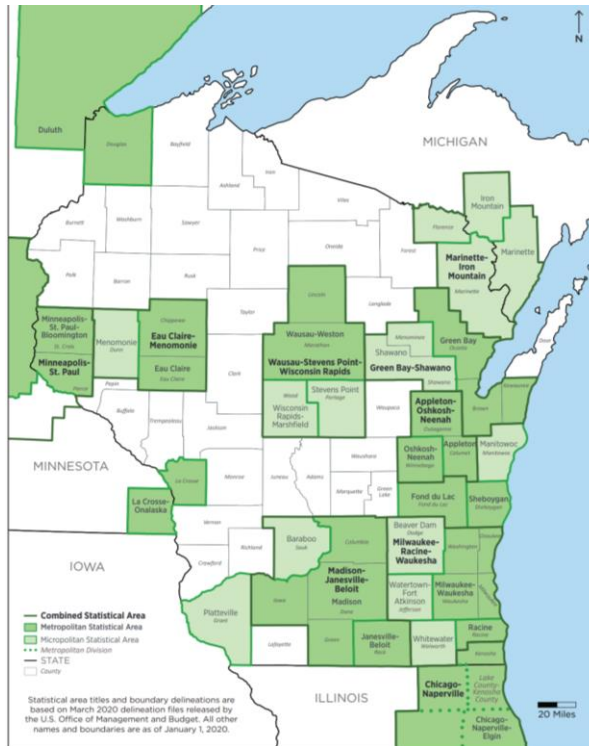 N
MICHIGAN
Duluth
Douglas
Bayfield
Ashland
Iron
Vilas
Iron
Mountain
Florence
Marinette-
Iron
Mountain
Marinette
Marinette
Burnett
Washburn
Sawyer
Price
Oneida
Forest
Polk
Barron
Rusk
Lincoln
Langlade
Taylor
Minneapolis-
St. Paul-
Bloomington
St. Croix
Menomonie
Dunn
Chippewa
Eau Claire-
Menomonie
Wausau-Weston
Marathon
Menominee
Shawano
Green Bay
Oconto
Door
Minneapolis-
St. Paul
Pierce
Eau Claire
Eau Claire
Clark
Wausau-Stevens Point-
Wisconsin Rapids
Green Bay-Shawano
Shawano
Pepin
Buffalo
Trempealeau
Jackson
Wood
Wisconsin
Rapids-
Marshfield
Stevens Point
Portage
Waupaca
Appleton-
Oshkosh-
Neenah
Outagamie
Brown
Kewaunee
MINNESOTA
La Crosse
Monroe
Juneau
Adams
Waushara
Oshkosh-
Neenah
Winnebago
Appleton
Calumet
Manitowoc
Manitowoc
Marquette
Green
Lake
La Crosse-
Onalaska
Fond du Lac
Fond du Lac
Sheboygan
Sheboygan
Vernon
Crawford
Richland
Baraboo
Sauk
Columbia
Beaver Dam
Dodge
Milwaukee-
Racine-
Waukesha
Washington
Ozaukee
IOWA
Platteville
Grant
Iowa
Madison-
Janesville-
Beloit
Madison
Dane
Watertown-
Fort
Atkinson
Jefferson
Milwaukee-
Waukesha
Waukesha
Milwaukee
Lafayette
Green
Janesville-
Beloit
Rock
Whitewater
Walworth
Racine
Racine
Kenosha
Combined Statistical Area
Metropolitan Statistical Area
Micropolitan Statistical Area
Metropolitan Division
STATE
County
ILLINOIS
Chicago-
Naperville
Lake
County-
Kenosha
County
Chicago-
Naperville-
Elgin
Statistical area titles and boundary delineations are
based on March 2020 delineation files released by
the U.S. Office of Management and Budget. All other
names and boundaries are as of January 1, 2020.
20 Miles